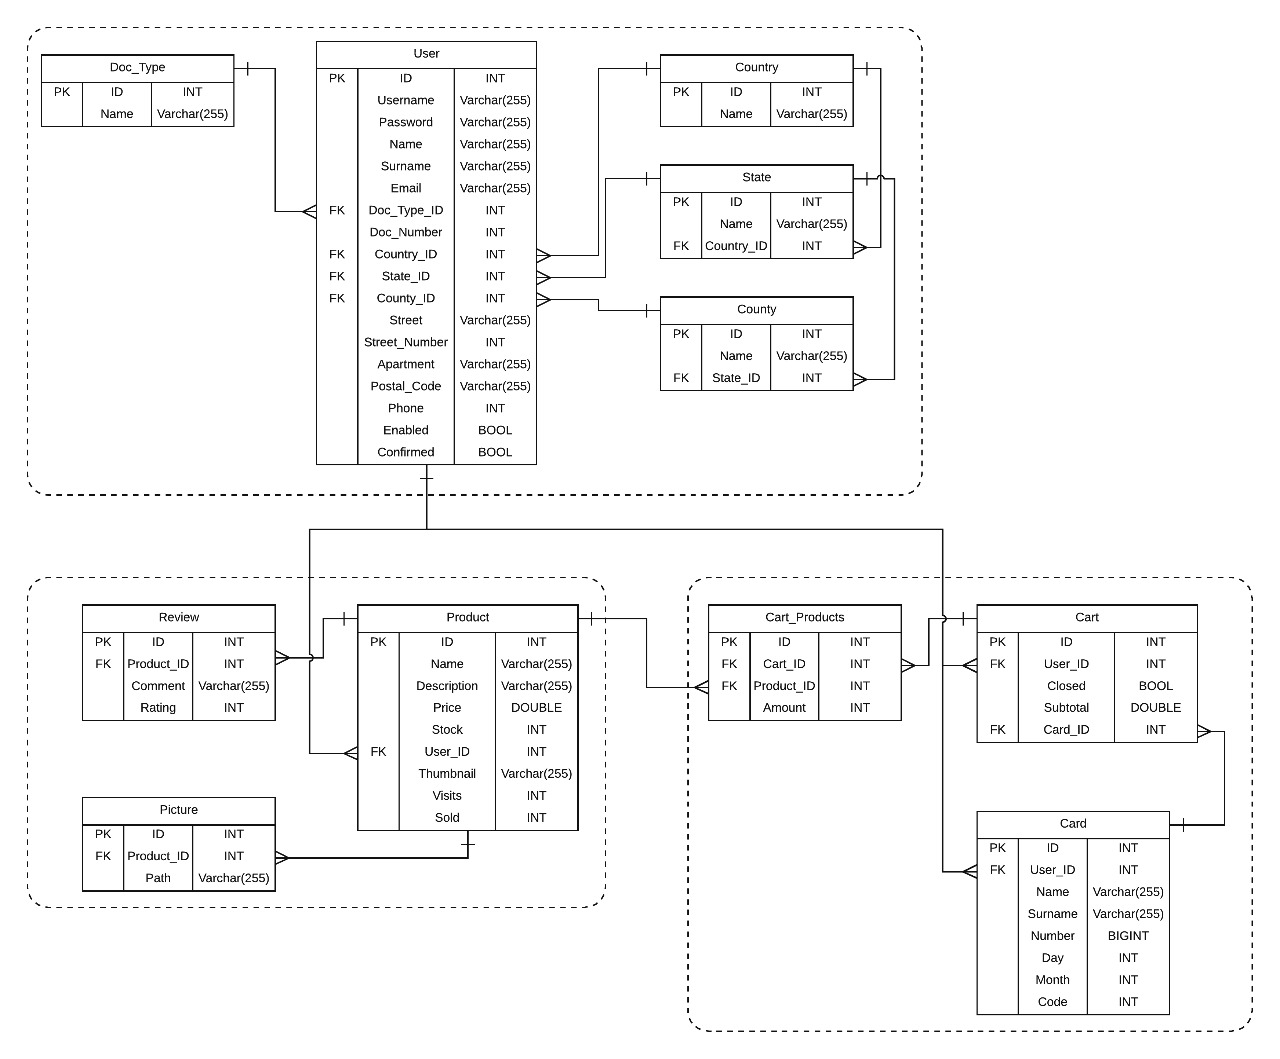 Doc_Type
PK ID INT
Name Varchar(255)
User
PK ID INT
Username Varchar(255)
Password Varchar(255)
Name Varchar(255)
Surname Varchar(255)
Email Varchar(255)
FK Doc_Type_ID INT
Doc_Number INT
FK Country_ID INT
FK State_ID INT
FK County_ID INT
Street Varchar(255)
Street_Number INT
Apartment Varchar(255)
Postal_Code Varchar(255)
Phone INT
Enabled BOOL
Confirmed BOOL
Country
PK ID INT
Name Varchar(255)
State
PK ID INT
Name Varchar(255)
FK Country_ID INT
County
PK ID INT
Name Varchar(255)
FK State_ID INT
Review
PK ID INT
FK Product_ID INT
Comment Varchar(255)
Rating INT
Product
PK ID INT
Name Varchar(255)
Description Varchar(255)
Price DOUBLE
Stock INT
FK User_ID INT
Thumbnail Varchar(255)
Visits INT
Sold INT
Picture
PK ID INT
FK Product_ID INT
Path Varchar(255)
Cart_Products
PK ID INT
FK Cart_ID INT
FK Product_ID INT
Amount INT
Cart
PK ID INT
FK User_ID INT
Closed BOOL
Subtotal DOUBLE
FK Card_ID INT
Card
PK ID INT
FK User_ID INT
Name Varchar(255)
Surname Varchar(255)
Number BIGINT
Day INT
Month INT
Code INT